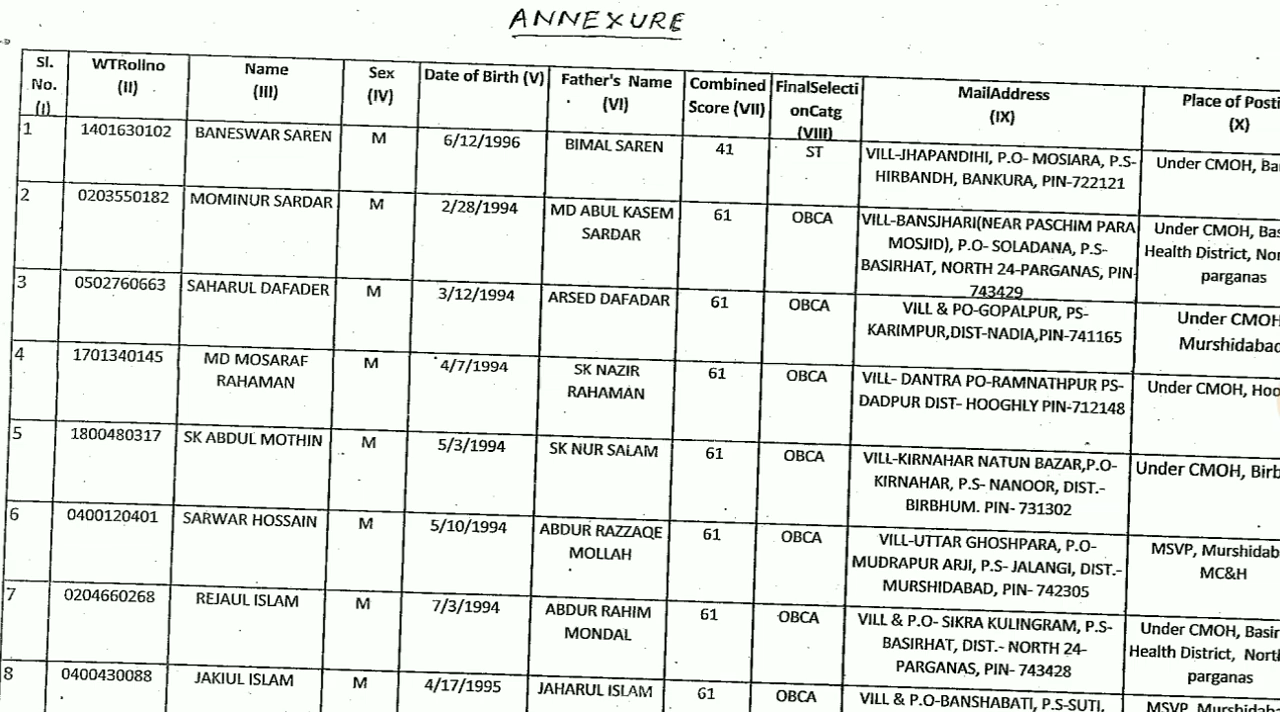 ANNEXURE
Sl. No. (I) | WTRollno (II) | Name (III) | Sex (IV) | Date of Birth (V) | Father's Name (VI) | Combined Score (VII) | FinalSelectionCatg (VIII) | MailAddress (IX) | Place of Posti (X)
1 | 1401630102 | BANESWAR SAREN | M | 6/12/1996 | BIMAL SAREN | 41 | ST | VILL-JHAPANDIHI, P.O- MOSIARA, P.S- HIRBANDH, BANKURA, PIN-722121 | Under CMOH, Ba
2 | 0203550182 | MOMINUR SARDAR | M | 2/28/1994 | MD ABUL KASEM SARDAR | 61 | OBCA | VILL-BANSJHARI(NEAR PASCHIM PARA MOSJID), P.O- SOLADANA, P.S- BASIRHAT, NORTH 24-PARGANAS, PIN- 743429 | Under CMOH, Bas Health District, Nor parganas
3 | 0502760663 | SAHARUL DAFADER | M | 3/12/1994 | ARSED DAFADAR | 61 | OBCA | VILL & PO-GOPALPUR, PS- KARIMPUR,DIST-NADIA,PIN-741165 | Under CMOH Murshidabad
4 | 1701340145 | MD MOSARAF RAHAMAN | M | 4/7/1994 | SK NAZIR RAHAMAN | 61 | OBCA | VILL- DANTRA PO-RAMNATHPUR PS- DADPUR DIST- HOOGHLY PIN-712148 | Under CMOH, Hoo
5 | 1800480317 | SK ABDUL MOTHIN | M | 5/3/1994 | SK NUR SALAM | 61 | OBCA | VILL-KIRNAHAR NATUN BAZAR,P.O- KIRNAHAR, P.S- NANOOR, DIST.- BIRBHUM. PIN- 731302 | Under CMOH, Birb
6 | 0400120401 | SARWAR HOSSAIN | M | 5/10/1994 | ABDUR RAZZAQE MOLLAH | 61 | OBCA | VILL-UTTAR GHOSHPARA, P.O- MUDRAPUR ARJI, P.S- JALANGI, DIST.- MURSHIDABAD, PIN- 742305 | MSVP, Murshidab MC&H
7 | 0204660268 | REJAUL ISLAM | M | 7/3/1994 | ABDUR RAHIM MONDAL | 61 | OBCA | VILL & P.O- SIKRA KULINGRAM, P.S- BASIRHAT, DIST.- NORTH 24- PARGANAS, PIN- 743428 | Under CMOH, Basir Health District, North parganas
8 | 0400430088 | JAKIUL ISLAM | M | 4/17/1995 | JAHARUL ISLAM | 61 | OBCA | VILL & P.O-BANSHABATI, P.S-SUTI, | MSVP, Murshidaba